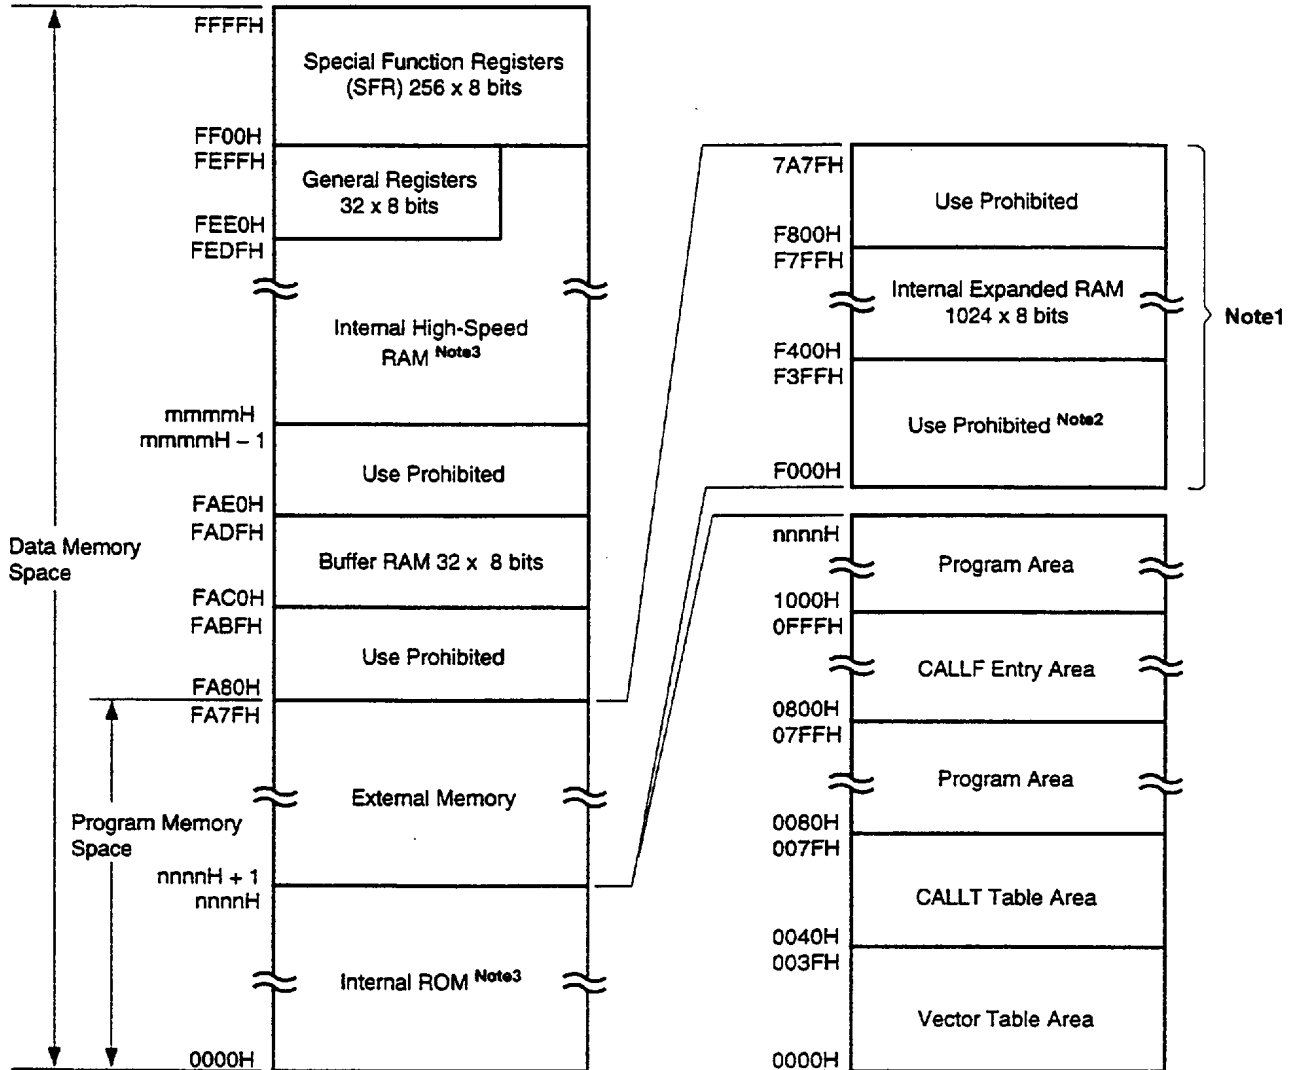 FFFFH
Special Function Registers
(SFR) 256 x 8 bits
FF00H
FEFFH
General Registers
32 x 8 bits
FEE0H
FEDFH
Internal High-Speed
RAM Note3
mmmmH
mmmmH – 1
Use Prohibited
FAE0H
FADFH
Buffer RAM 32 x 8 bits
FAC0H
FABFH
Use Prohibited
FA80H
FA7FH
External Memory
nnnnH + 1
nnnnH
Internal ROM Note3
0000H
Data Memory
Space
Program Memory
Space
7A7FH
Use Prohibited
F800H
F7FFH
Internal Expanded RAM
1024 x 8 bits
F400H
F3FFH
Use Prohibited Note2
F000H
Note1
nnnnH
Program Area
1000H
0FFFH
CALLF Entry Area
0800H
07FFH
Program Area
0080H
007FH
CALLT Table Area
0040H
003FH
Vector Table Area
0000H